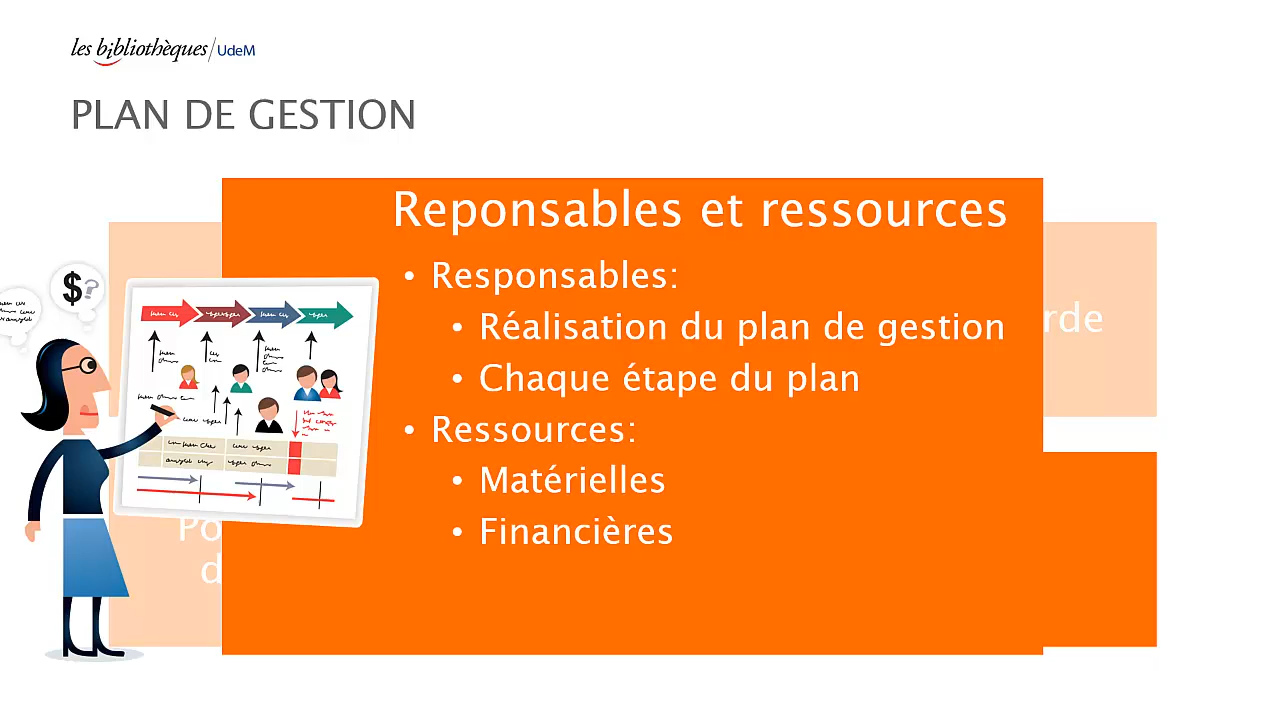 les bibliothèques/UdeM
PLAN DE GESTION
Reponsables et ressources
• Responsables:
• Réalisation du plan de gestion
• Chaque étape du plan
• Ressources:
• Matérielles
• Financières
rde
Po
d
$?